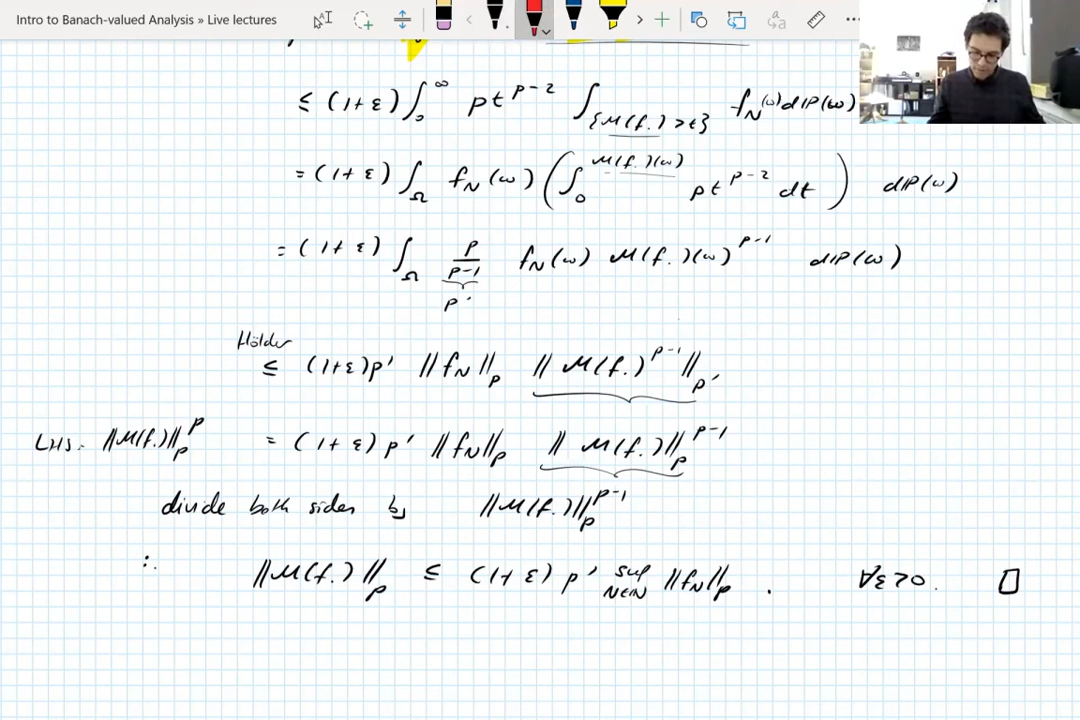 Intro to Banach-valued Analysis » Live lectures
≤ (1+ε) ∫₀^∞ p t^{p-2} ∫_{{M(f.)>t}} f_N(ω) dP(ω)
= (1+ε) ∫_Ω f_N(ω) ( ∫₀^{M(f.)(ω)} p t^{p-2} dt ) dP(ω)
= (1+ε) ∫_Ω p/(p-1) f_N(ω) M(f.)(ω)^{p-1} dP(ω)
p'
Hölder
≤ (1+ε)p' ‖f_N‖_p ‖M(f.)^{p-1}‖_{p'}
LHS: ‖M(f.)‖_p^p = (1+ε) p' ‖f_N‖_p ‖M(f.)‖_p^{p-1}
divide both sides by ‖M(f.)‖_p^{p-1}
∴ ‖M(f.)‖_p ≤ (1+ε) p' sup_{N∈ℕ} ‖f_N‖_p . ∀ε>0. □